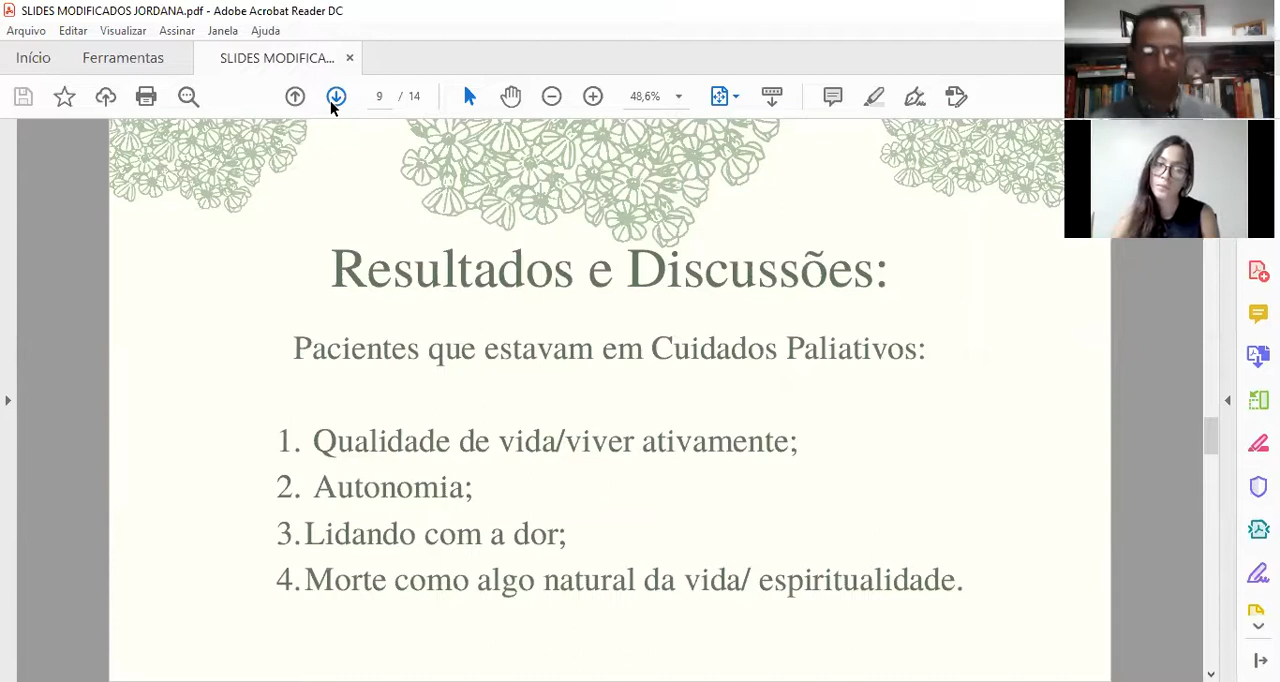 SLIDES MODIFICADOS JORDANA.pdf - Adobe Acrobat Reader DC
Arquivo Editar Visualizar Assinar Janela Ajuda
Início Ferramentas SLIDES MODIFICA... ×
9 / 14 48,6%
Resultados e Discussões:
Pacientes que estavam em Cuidados Paliativos:
1. Qualidade de vida/viver ativamente;
2. Autonomia;
3. Lidando com a dor;
4. Morte como algo natural da vida/ espiritualidade.